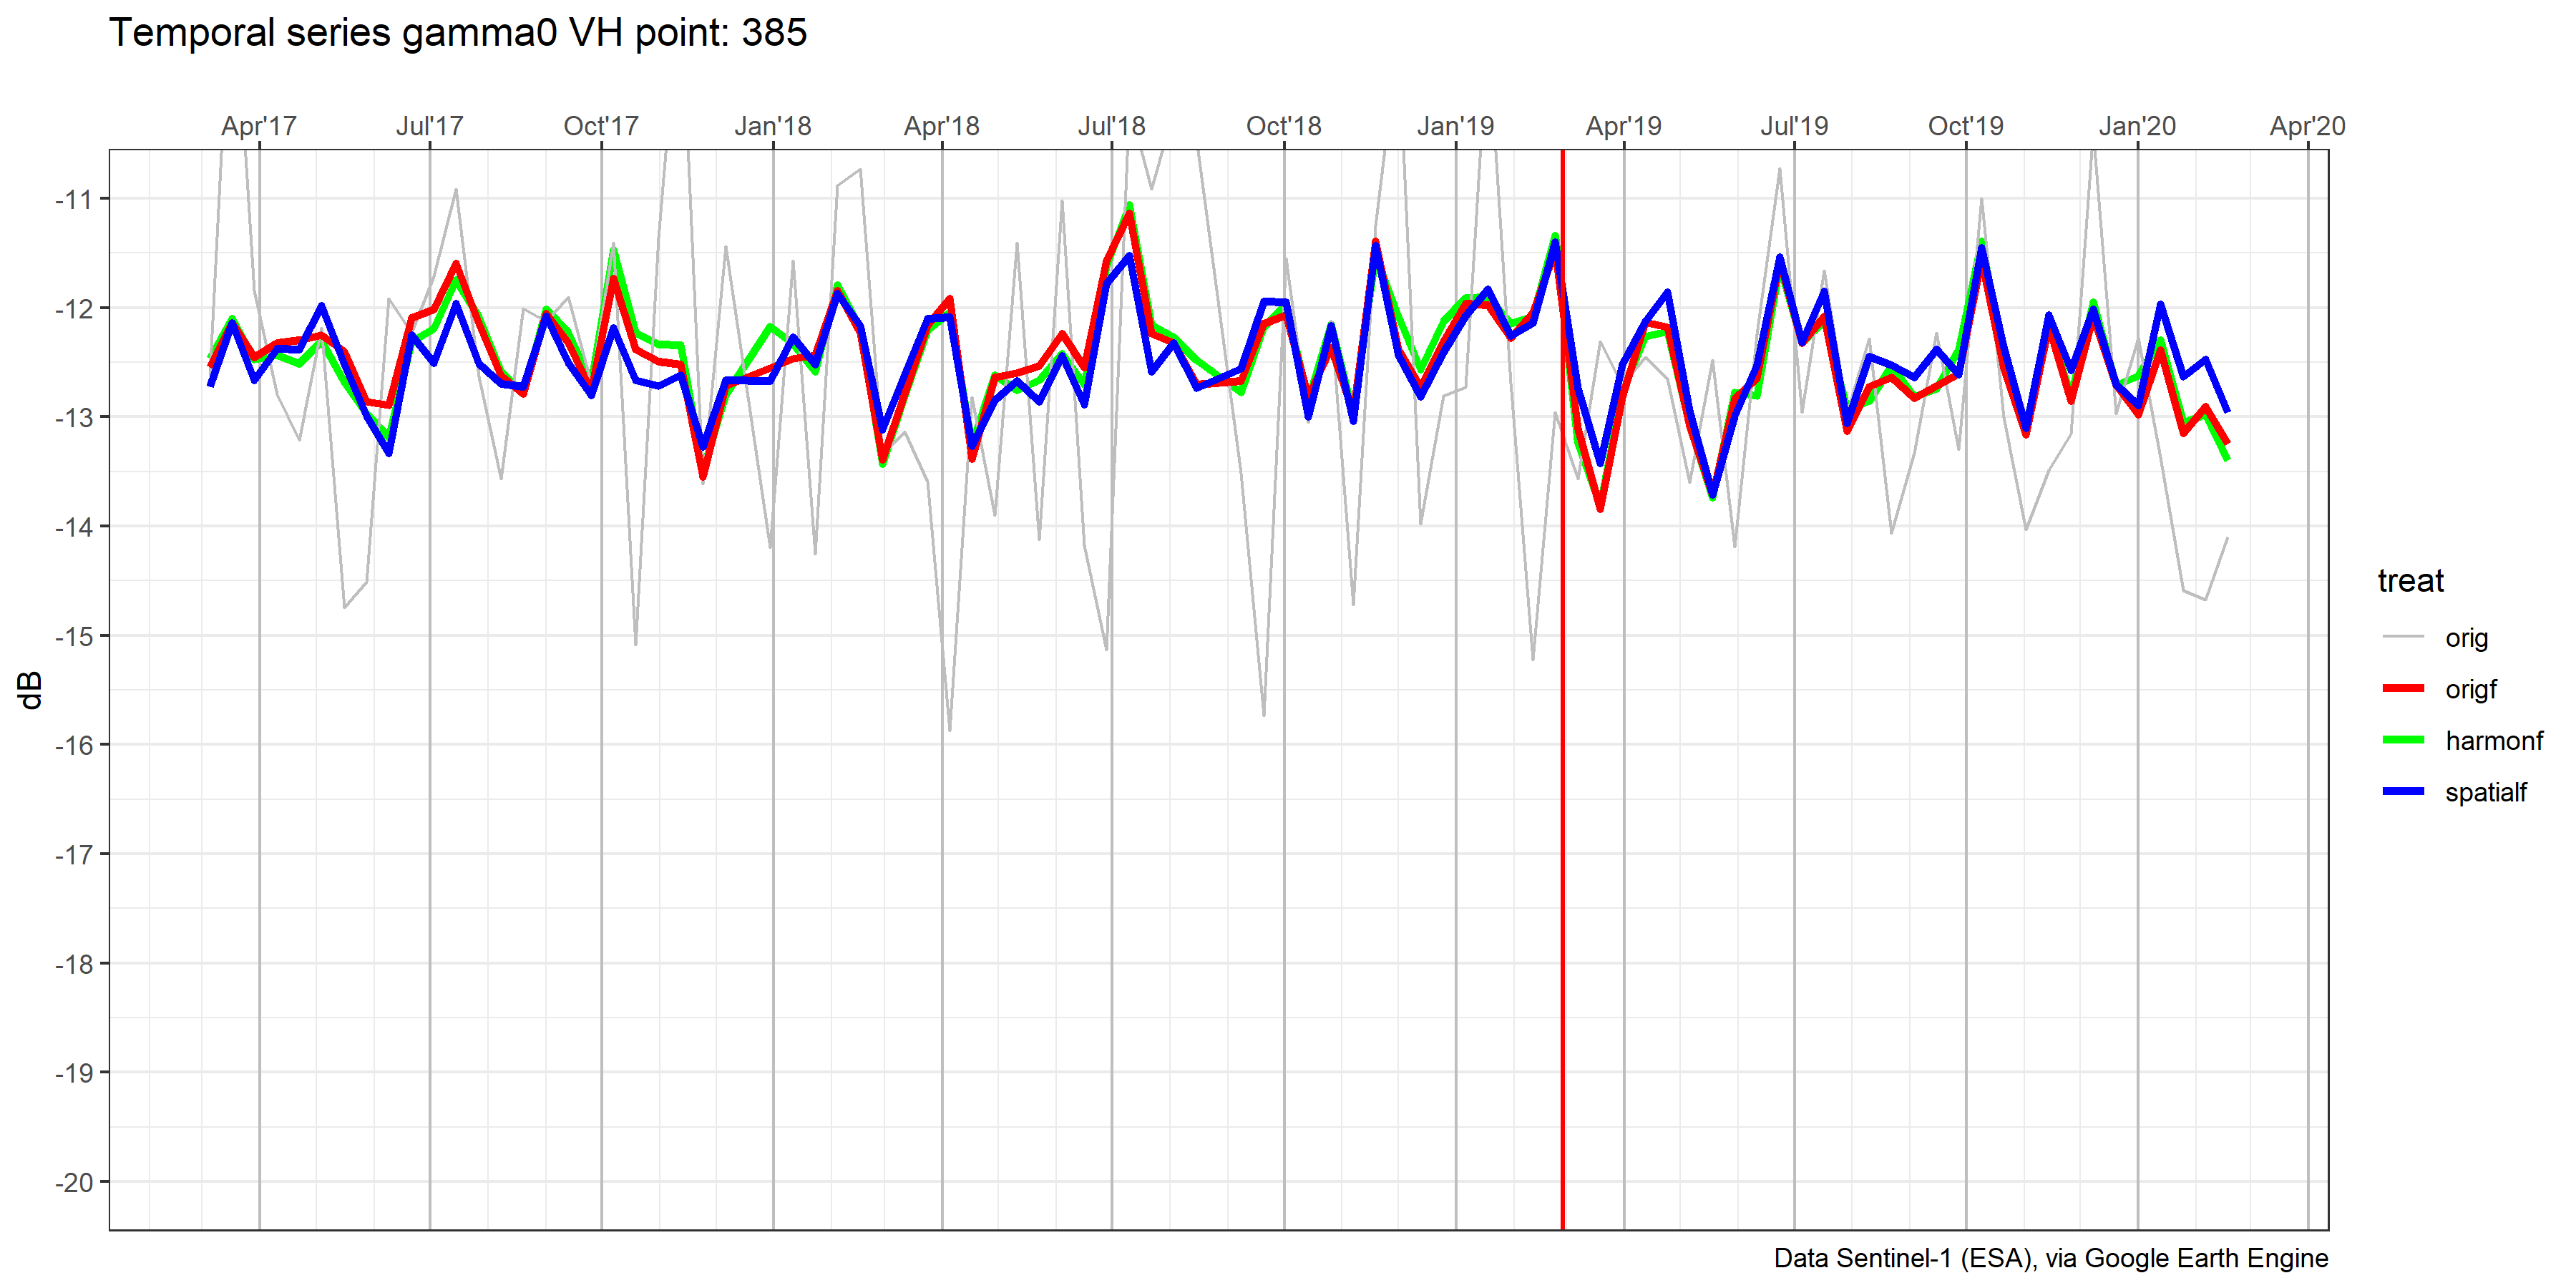 Temporal series gamma0 VH point: 385
Apr'17 Jul'17 Oct'17 Jan'18 Apr'18 Jul'18 Oct'18 Jan'19 Apr'19 Jul'19 Oct'19 Jan'20 Apr'20
-11
-12
-13
-14
-15
-16
-17
-18
-19
-20
dB
treat
orig
origf
harmonf
spatialf
Data Sentinel-1 (ESA), via Google Earth Engine